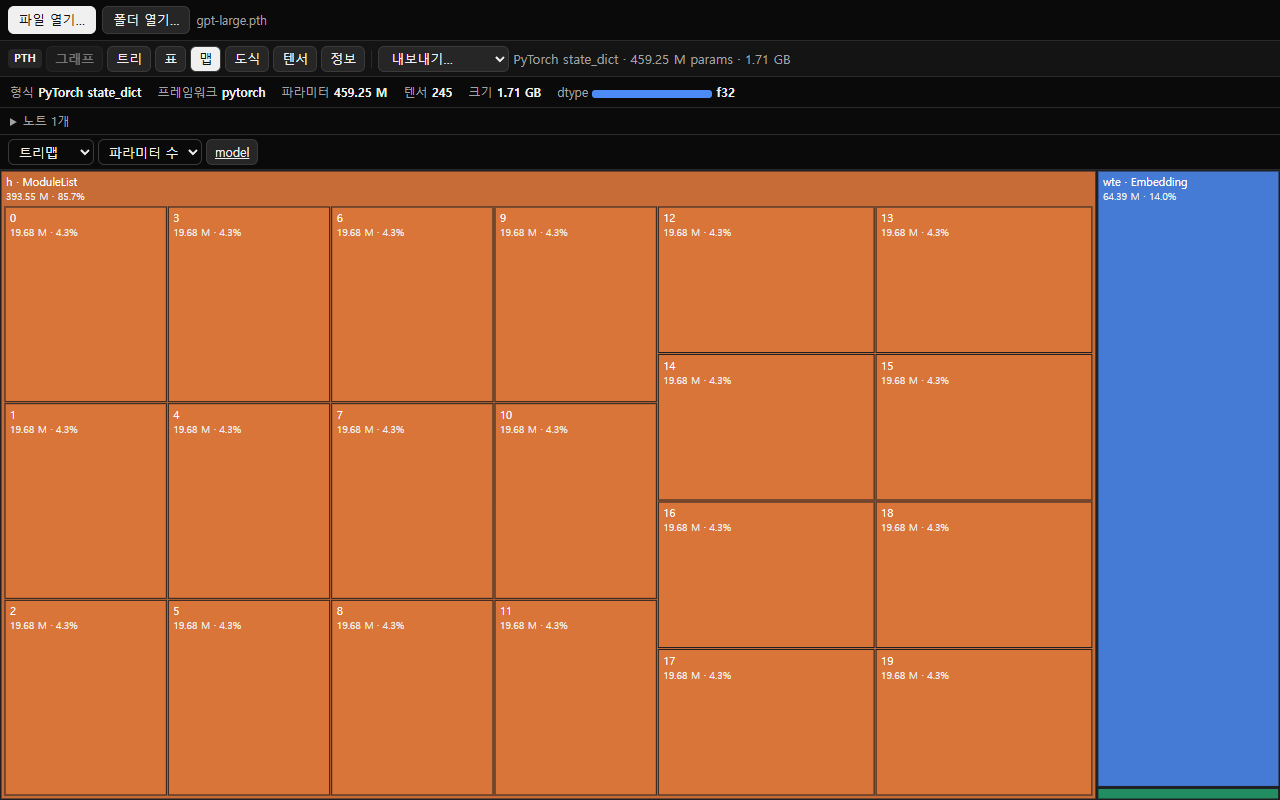 파일 열기... 폴더 열기... gpt-large.pth
PTH 그래프 트리 표 맵 도식 텐서 정보 내보내기... PyTorch state_dict · 459.25 M params · 1.71 GB
형식 PyTorch state_dict 프레임워크 pytorch 파라미터 459.25 M 텐서 245 크기 1.71 GB dtype f32
▶ 노트 1개
트리맵 파라미터 수 model
h · ModuleList
393.55 M · 85.7%
wte · Embedding
64.39 M · 14.0%
0
19.68 M · 4.3%
3
19.68 M · 4.3%
6
19.68 M · 4.3%
9
19.68 M · 4.3%
12
19.68 M · 4.3%
13
19.68 M · 4.3%
14
19.68 M · 4.3%
15
19.68 M · 4.3%
1
19.68 M · 4.3%
4
19.68 M · 4.3%
7
19.68 M · 4.3%
10
19.68 M · 4.3%
16
19.68 M · 4.3%
18
19.68 M · 4.3%
2
19.68 M · 4.3%
5
19.68 M · 4.3%
8
19.68 M · 4.3%
11
19.68 M · 4.3%
17
19.68 M · 4.3%
19
19.68 M · 4.3%